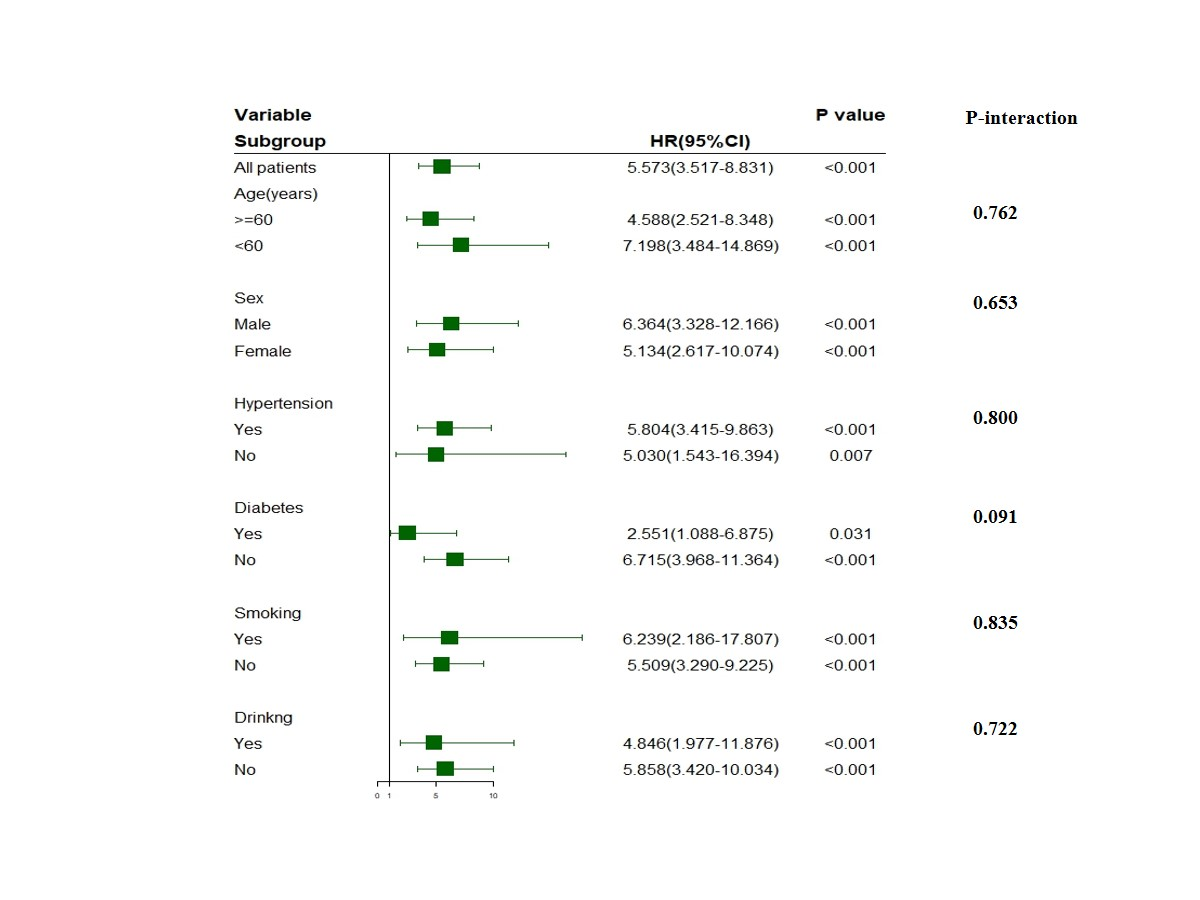 Variable P value P-interaction
Subgroup HR(95%CI)
All patients 5.573(3.517-8.831) <0.001
Age(years) 0.762
>=60 4.588(2.521-8.348) <0.001
<60 7.198(3.484-14.869) <0.001
Sex 0.653
Male 6.364(3.328-12.166) <0.001
Female 5.134(2.617-10.074) <0.001
Hypertension 0.800
Yes 5.804(3.415-9.863) <0.001
No 5.030(1.543-16.394) 0.007
Diabetes 0.091
Yes 2.551(1.088-6.875) 0.031
No 6.715(3.968-11.364) <0.001
Smoking 0.835
Yes 6.239(2.186-17.807) <0.001
No 5.509(3.290-9.225) <0.001
Drinkng 0.722
Yes 4.846(1.977-11.876) <0.001
No 5.858(3.420-10.034) <0.001
0 1 5 10